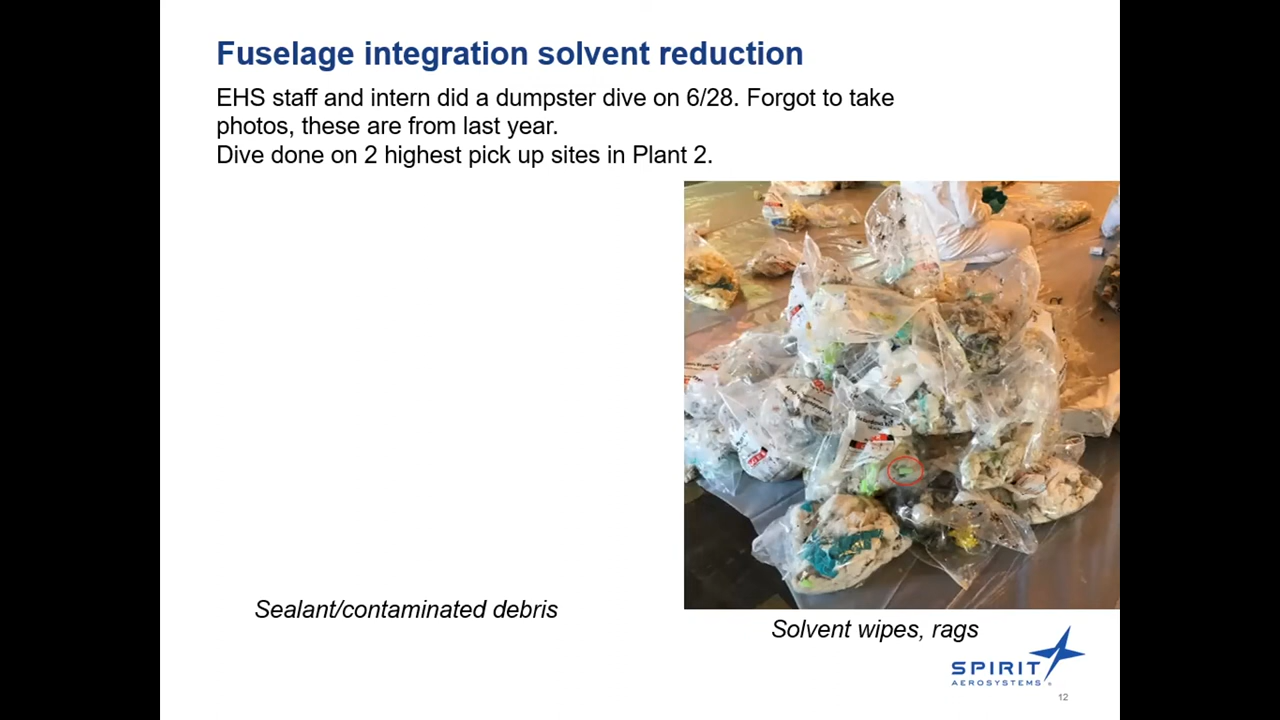 Fuselage integration solvent reduction
EHS staff and intern did a dumpster dive on 6/28. Forgot to take
photos, these are from last year.
Dive done on 2 highest pick up sites in Plant 2.
Sealant/contaminated debris
Solvent wipes, rags
SPIRIT
AEROSYSTEMS
12